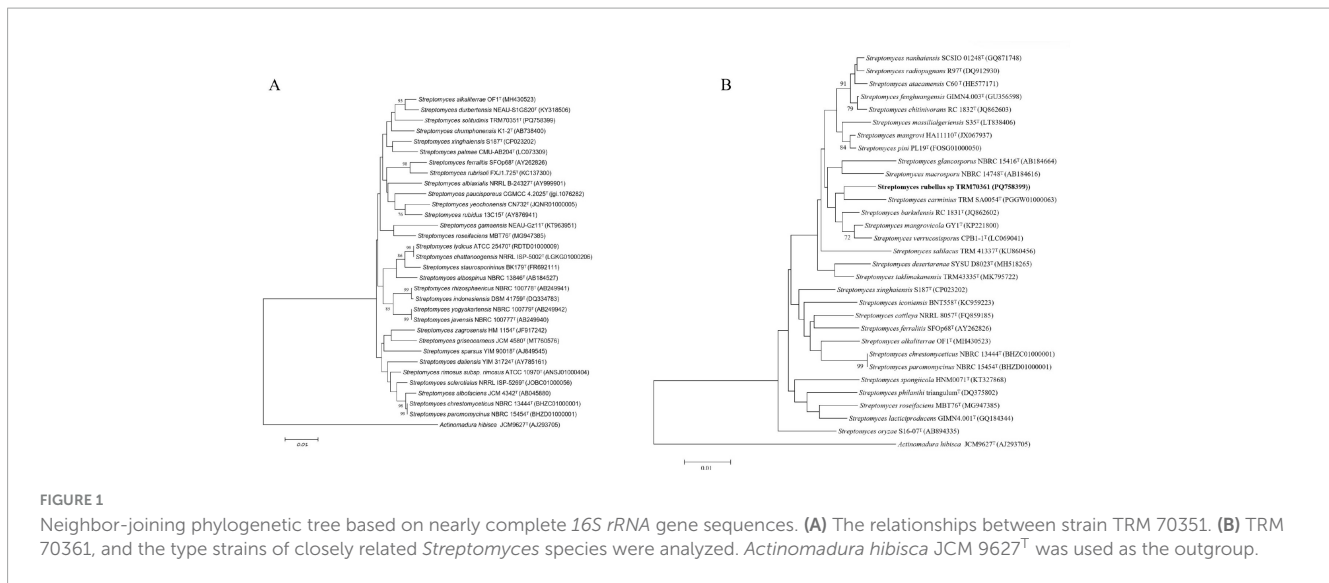 A
Streptomyces alkaliterrae OF1ᵀ (MH430523)
Streptomyces durbertensis NEAU-S1GS20ᵀ (KY318506)
Streptomyces solitudinis TRM70351ᵀ (PQ758399)
Streptomyces chumphonensis K1-2ᵀ (AB738400)
Streptomyces xinghaiensis S187ᵀ (CP023202)
Streptomyces palmae CMU-AB204ᵀ (LC073309)
Streptomyces ferralitis SFOp68ᵀ (AY262826)
Streptomyces rubrisoli FXJ1.725ᵀ (KC137300)
Streptomyces albiaxialis NRRL B-24327ᵀ (AY999901)
Streptomyces paucisporeus CGMCC 4.2025ᵀ (jgi.1076282)
Streptomyces yeochonensis CN732ᵀ (JQNR01000005)
Streptomyces rubidus 13C15ᵀ (AY876941)
Streptomyces gamaensis NEAU-Gz11ᵀ (KT963951)
Streptomyces roseifaciens MBT76ᵀ (MG947385)
Streptomyces lydicus ATCC 25470ᵀ (RDTD01000009)
Streptomyces chattanoogensis NRRL ISP-5002ᵀ (LGKG01000206)
Streptomyces staurosporininus BK179ᵀ (FR692111)
Streptomyces albospinus NBRC 13846ᵀ (AB184527)
Streptomyces rhizosphaericus NBRC 100778ᵀ (AB249941)
Streptomyces indonesiensis DSM 41759ᵀ (DQ334783)
Streptomyces yogyakartensis NBRC 100779ᵀ (AB249942)
Streptomyces javensis NBRC 100777ᵀ (AB249940)
Streptomyces zagrosensis HM 1154ᵀ (JF917242)
Streptomyces griseocarneus JCM 4580ᵀ (MT760576)
Streptomyces sparsus YIM 90018ᵀ (AJ849545)
Streptomyces daliensis YIM 31724ᵀ (AY785161)
Streptomyces rimosus subsp. rimosus ATCC 10970ᵀ (ANSJ01000404)
Streptomyces sclerotialus NRRL ISP-5269ᵀ (JOBC01000056)
Streptomyces albofaciens JCM 4342ᵀ (AB045880)
Streptomyces chrestomyceticus NBRC 13444ᵀ (BHZC01000001)
Streptomyces paromomycinus NBRC 15454ᵀ (BHZD01000001)
Actinomadura hibisca JCM9627ᵀ (AJ293705)
0.01
B
Streptomyces nanhaiensis SCSIO 01248ᵀ (GQ871748)
Streptomyces radiopugnans R97ᵀ (DQ912930)
Streptomyces atacamensis C60ᵀ (HE577171)
91
Streptomyces fenghuangensis GIMN4.003ᵀ (GU356598)
Streptomyces chitinivorans RC 1832ᵀ (JQ862603)
79
Streptomyces massilialgeriensis S35ᵀ (LT838406)
Streptomyces mangrovi HA11110ᵀ (JX067937)
Streptomyces pini PL19ᵀ (FOSG01000050)
84
Streptomyces glaucosporus NBRC 15416ᵀ (AB184664)
Streptomyces macrosporus NBRC 14748ᵀ (AB184616)
Streptomyces rubellus sp TRM70361 (PQ758399))
Streptomyces carminius TRM SA0054ᵀ (PGGW01000063)
Streptomyces barkulensis RC 1831ᵀ (JQ862602)
Streptomyces mangrovicola GY1ᵀ (KP221800)
72
Streptomyces verrucosisporus CPB1-1ᵀ (LC069041)
Streptomyces salilacus TRM 41337ᵀ (KU860456)
Streptomyces desertarenae SYSU D8023ᵀ (MH518265)
Streptomyces taklimakanensis TRM43335ᵀ (MK795722)
Streptomyces xinghaiensis S187ᵀ (CP023202)
Streptomyces iconiensis BNT558ᵀ (KC959223)
Streptomyces cattleya NRRL 8057ᵀ (FQ859185)
Streptomyces ferralitis SFOp68ᵀ (AY262826)
Streptomyces alkaliterrae OF1ᵀ (MH430523)
Streptomyces chrestomyceticus NBRC 13444ᵀ (BHZC01000001)
99
Streptomyces paromomycinus NBRC 15454ᵀ (BHZD01000001)
Streptomyces spongiicola HNM0071ᵀ (KT327868)
Streptomyces philanthi triangulumᵀ (DQ375802)
Streptomyces roseifaciens MBT76ᵀ (MG947385)
Streptomyces lacticiproducens GIMN4.001ᵀ (GQ184344)
Streptomyces oryzae S16-07ᵀ (AB894335)
Actinomadura hibisca JCM9627ᵀ (AJ293705)
0.01
FIGURE 1
Neighbor-joining phylogenetic tree based on nearly complete 16S rRNA gene sequences. (A) The relationships between strain TRM 70351. (B) TRM
70361, and the type strains of closely related Streptomyces species were analyzed. Actinomadura hibisca JCM 9627ᵀ was used as the outgroup.